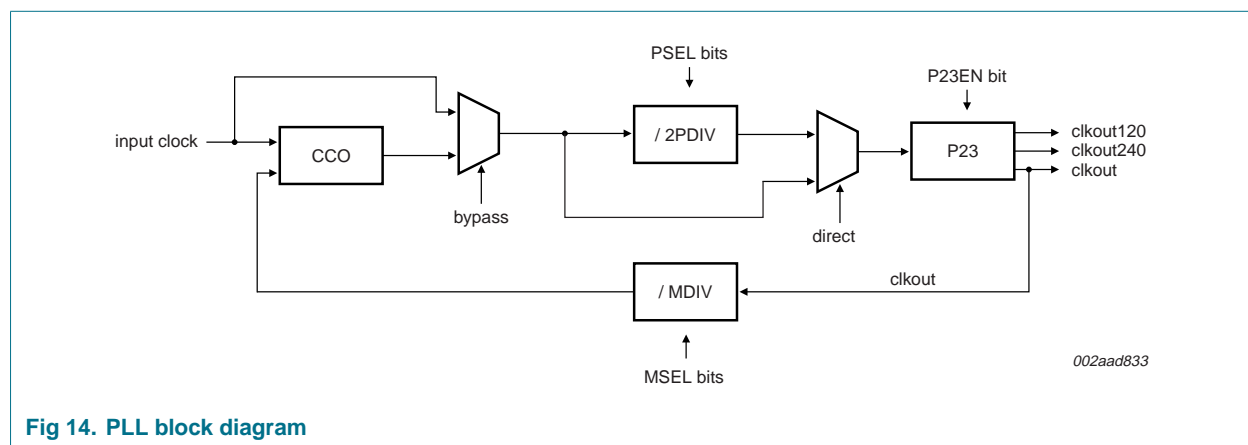 PSEL bits
P23EN bit
input clock
CCO
/ 2PDIV
P23
clkout120
clkout240
clkout
bypass
direct
/ MDIV
clkout
MSEL bits
002aad833
Fig 14. PLL block diagram